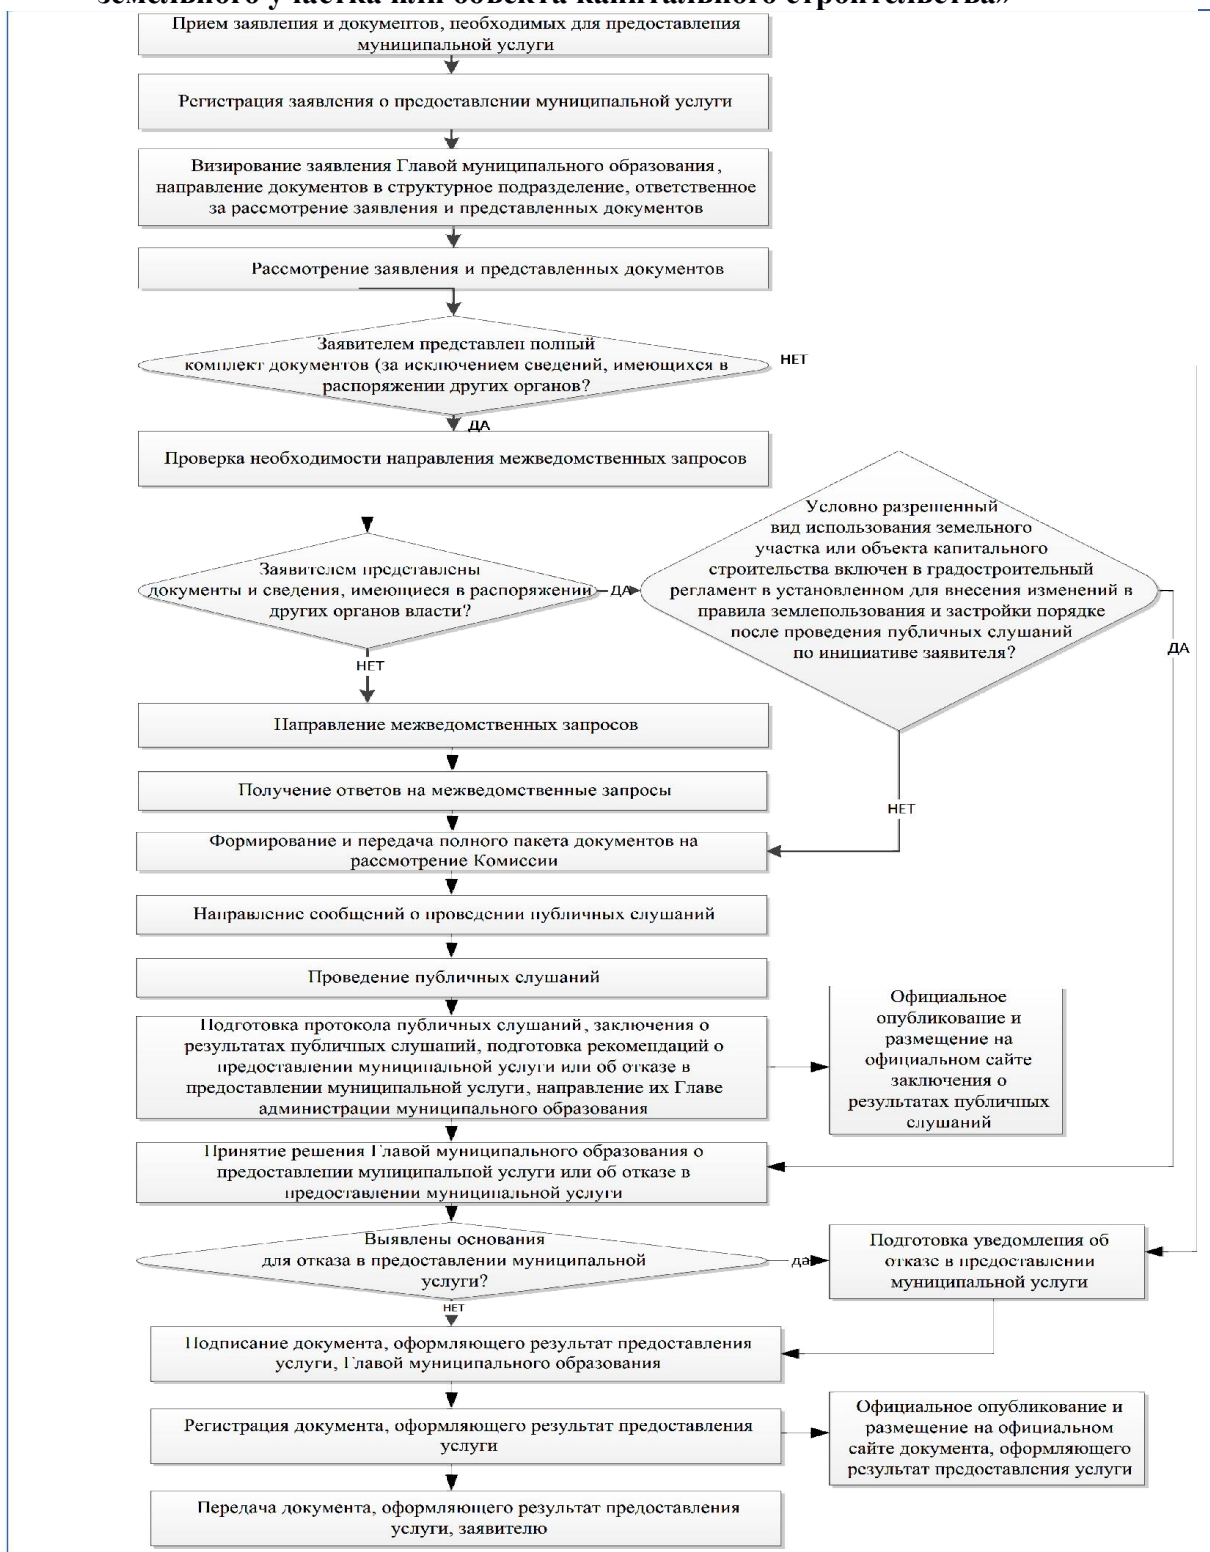 земельного участка или объекта капитального строительства»
Прием заявления и документов, необходимых для предоставления
муниципальной услуги
Регистрация заявления о предоставлении муниципальной услуги
Визирование заявления Главой муниципального образования,
направление документов в структурное подразделение, ответственное
за рассмотрение заявления и представленных документов
Рассмотрение заявления и представленных документов
Заявителем представлен полный
комплект документов (за исключением сведений, имеющихся в
распоряжении других органов?
НЕТ
ДА
Проверка необходимости направления межведомственных запросов
Заявителем представлены
документы и сведения, имеющиеся в распоряжении
других органов власти?
ДА
НЕТ
Условно разрешенный
вид использования земельного
участка или объекта капитального
строительства включен в градостроительный
регламент в установленном для внесения изменений в
правила землепользования и застройки порядке
после проведения публичных слушаний
по инициативе заявителя?
ДА
НЕТ
Направление межведомственных запросов
Получение ответов на межведомственные запросы
Формирование и передача полного пакета документов на
рассмотрение Комиссии
Направление сообщений о проведении публичных слушаний
Проведение публичных слушаний
Подготовка протокола публичных слушаний, заключения о
результатах публичных слушаний, подготовка рекомендаций о
предоставлении муниципальной услуги или об отказе в
предоставлении муниципальной услуги, направление их Главе
администрации муниципального образования
Официальное
опубликование и
размещение на
официальном сайте
заключения о
результатах публичных
слушаний
Принятие решения Главой муниципального образования о
предоставлении муниципальной услуги или об отказе в
предоставлении муниципальной услуги
Выявлены основания
для отказа в предоставлении муниципальной
услуги?
да
НЕТ
Подготовка уведомления об
отказе в предоставлении
муниципальной услуги
Подписание документа, оформляющего результат предоставления
услуги, Главой муниципального образования
Регистрация документа, оформляющего результат предоставления
услуги
Официальное опубликование и
размещение на официальном
сайте документа, оформляющего
результат предоставления услуги
Передача документа, оформляющего результат предоставления
услуги, заявителю